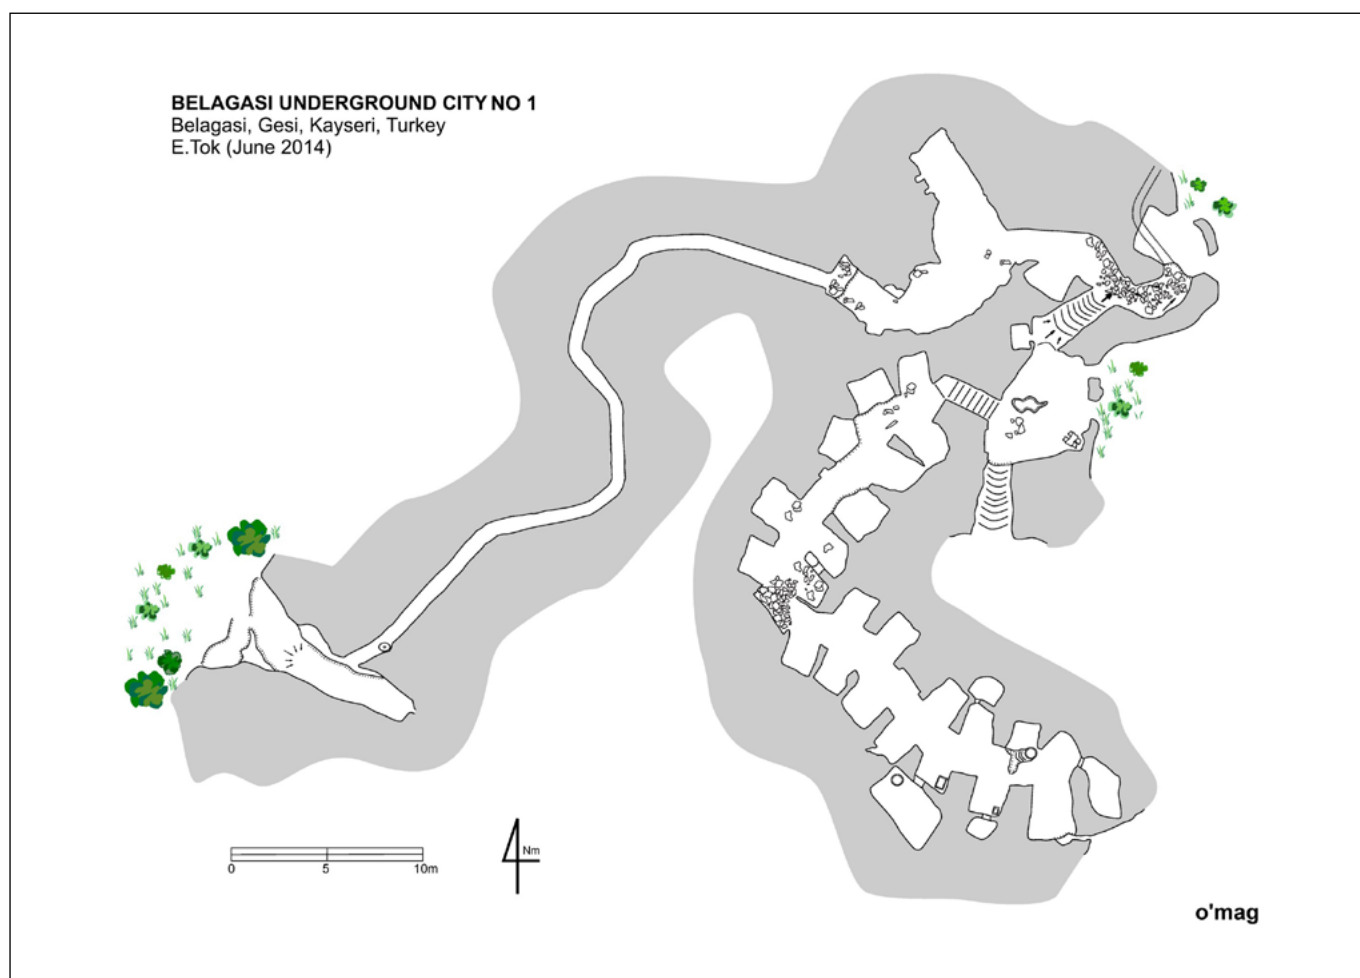 BELAGASI UNDERGROUND CITY NO 1
Belagasi, Gesi, Kayseri, Turkey
E.Tok (June 2014)
Nm
0 5 10m
o'mag